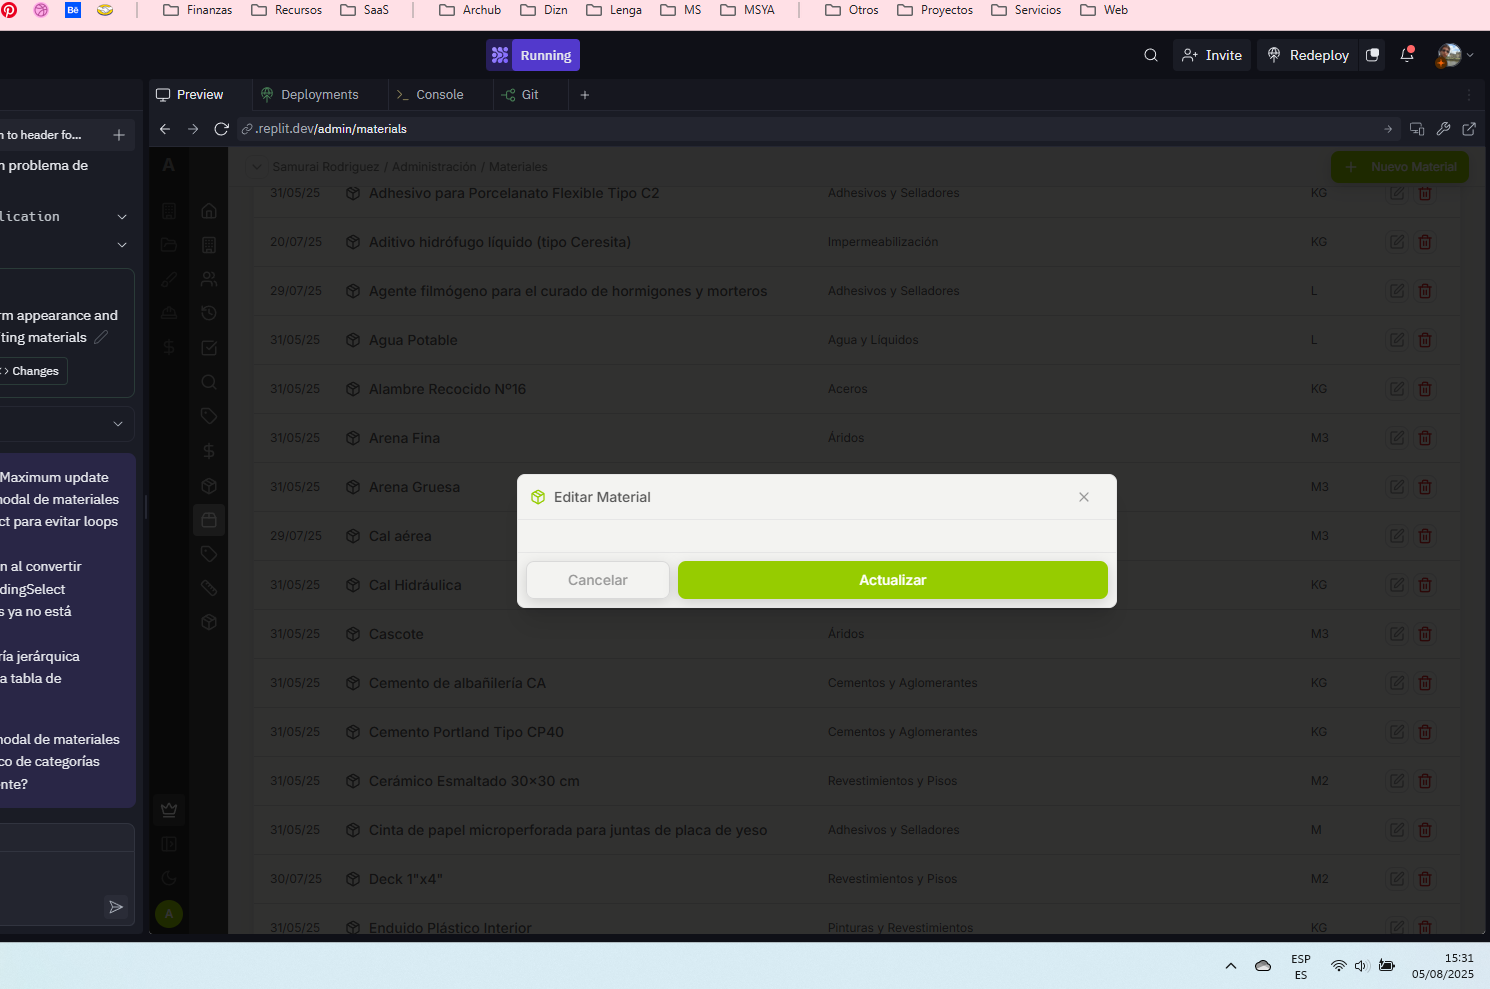 Finanzas Recursos SaaS Archub Dizn Lenga MS MSYA Otros Proyectos Servicios Web
Running
Invite
Redeploy
Preview
Deployments
Console
Git
.replit.dev/admin/materials
n to header fo...
n problema de
lication
rm appearance and
ting materials
Changes
Maximum update
nodal de materiales
ct para evitar loops
n al convertir
dingSelect
s ya no está
ría jerárquica
a tabla de
nodal de materiales
co de categorías
nte?
A
Samurai Rodriguez / Administración / Materiales
Nuevo Material
31/05/25 Adhesivo para Porcelanato Flexible Tipo C2 Adhesivos y Selladores KG
20/07/25 Aditivo hidrófugo líquido (tipo Ceresita) Impermeabilización KG
29/07/25 Agente filmógeno para el curado de hormigones y morteros Adhesivos y Selladores L
31/05/25 Agua Potable Agua y Líquidos L
31/05/25 Alambre Recocido Nº16 Aceros KG
31/05/25 Arena Fina Áridos M3
31/05/25 Arena Gruesa M3
29/07/25 Cal aérea M3
31/05/25 Cal Hidráulica KG
31/05/25 Cascote Áridos M3
31/05/25 Cemento de albañilería CA Cementos y Aglomerantes KG
31/05/25 Cemento Portland Tipo CP40 Cementos y Aglomerantes KG
31/05/25 Cerámico Esmaltado 30×30 cm Revestimientos y Pisos M2
31/05/25 Cinta de papel microperforada para juntas de placa de yeso Adhesivos y Selladores M
30/07/25 Deck 1"x4" Revestimientos y Pisos M2
31/05/25 Enduido Plástico Interior Pinturas y Revestimientos KG
Editar Material
Cancelar
Actualizar
A
ESP
ES
15:31
05/08/2025